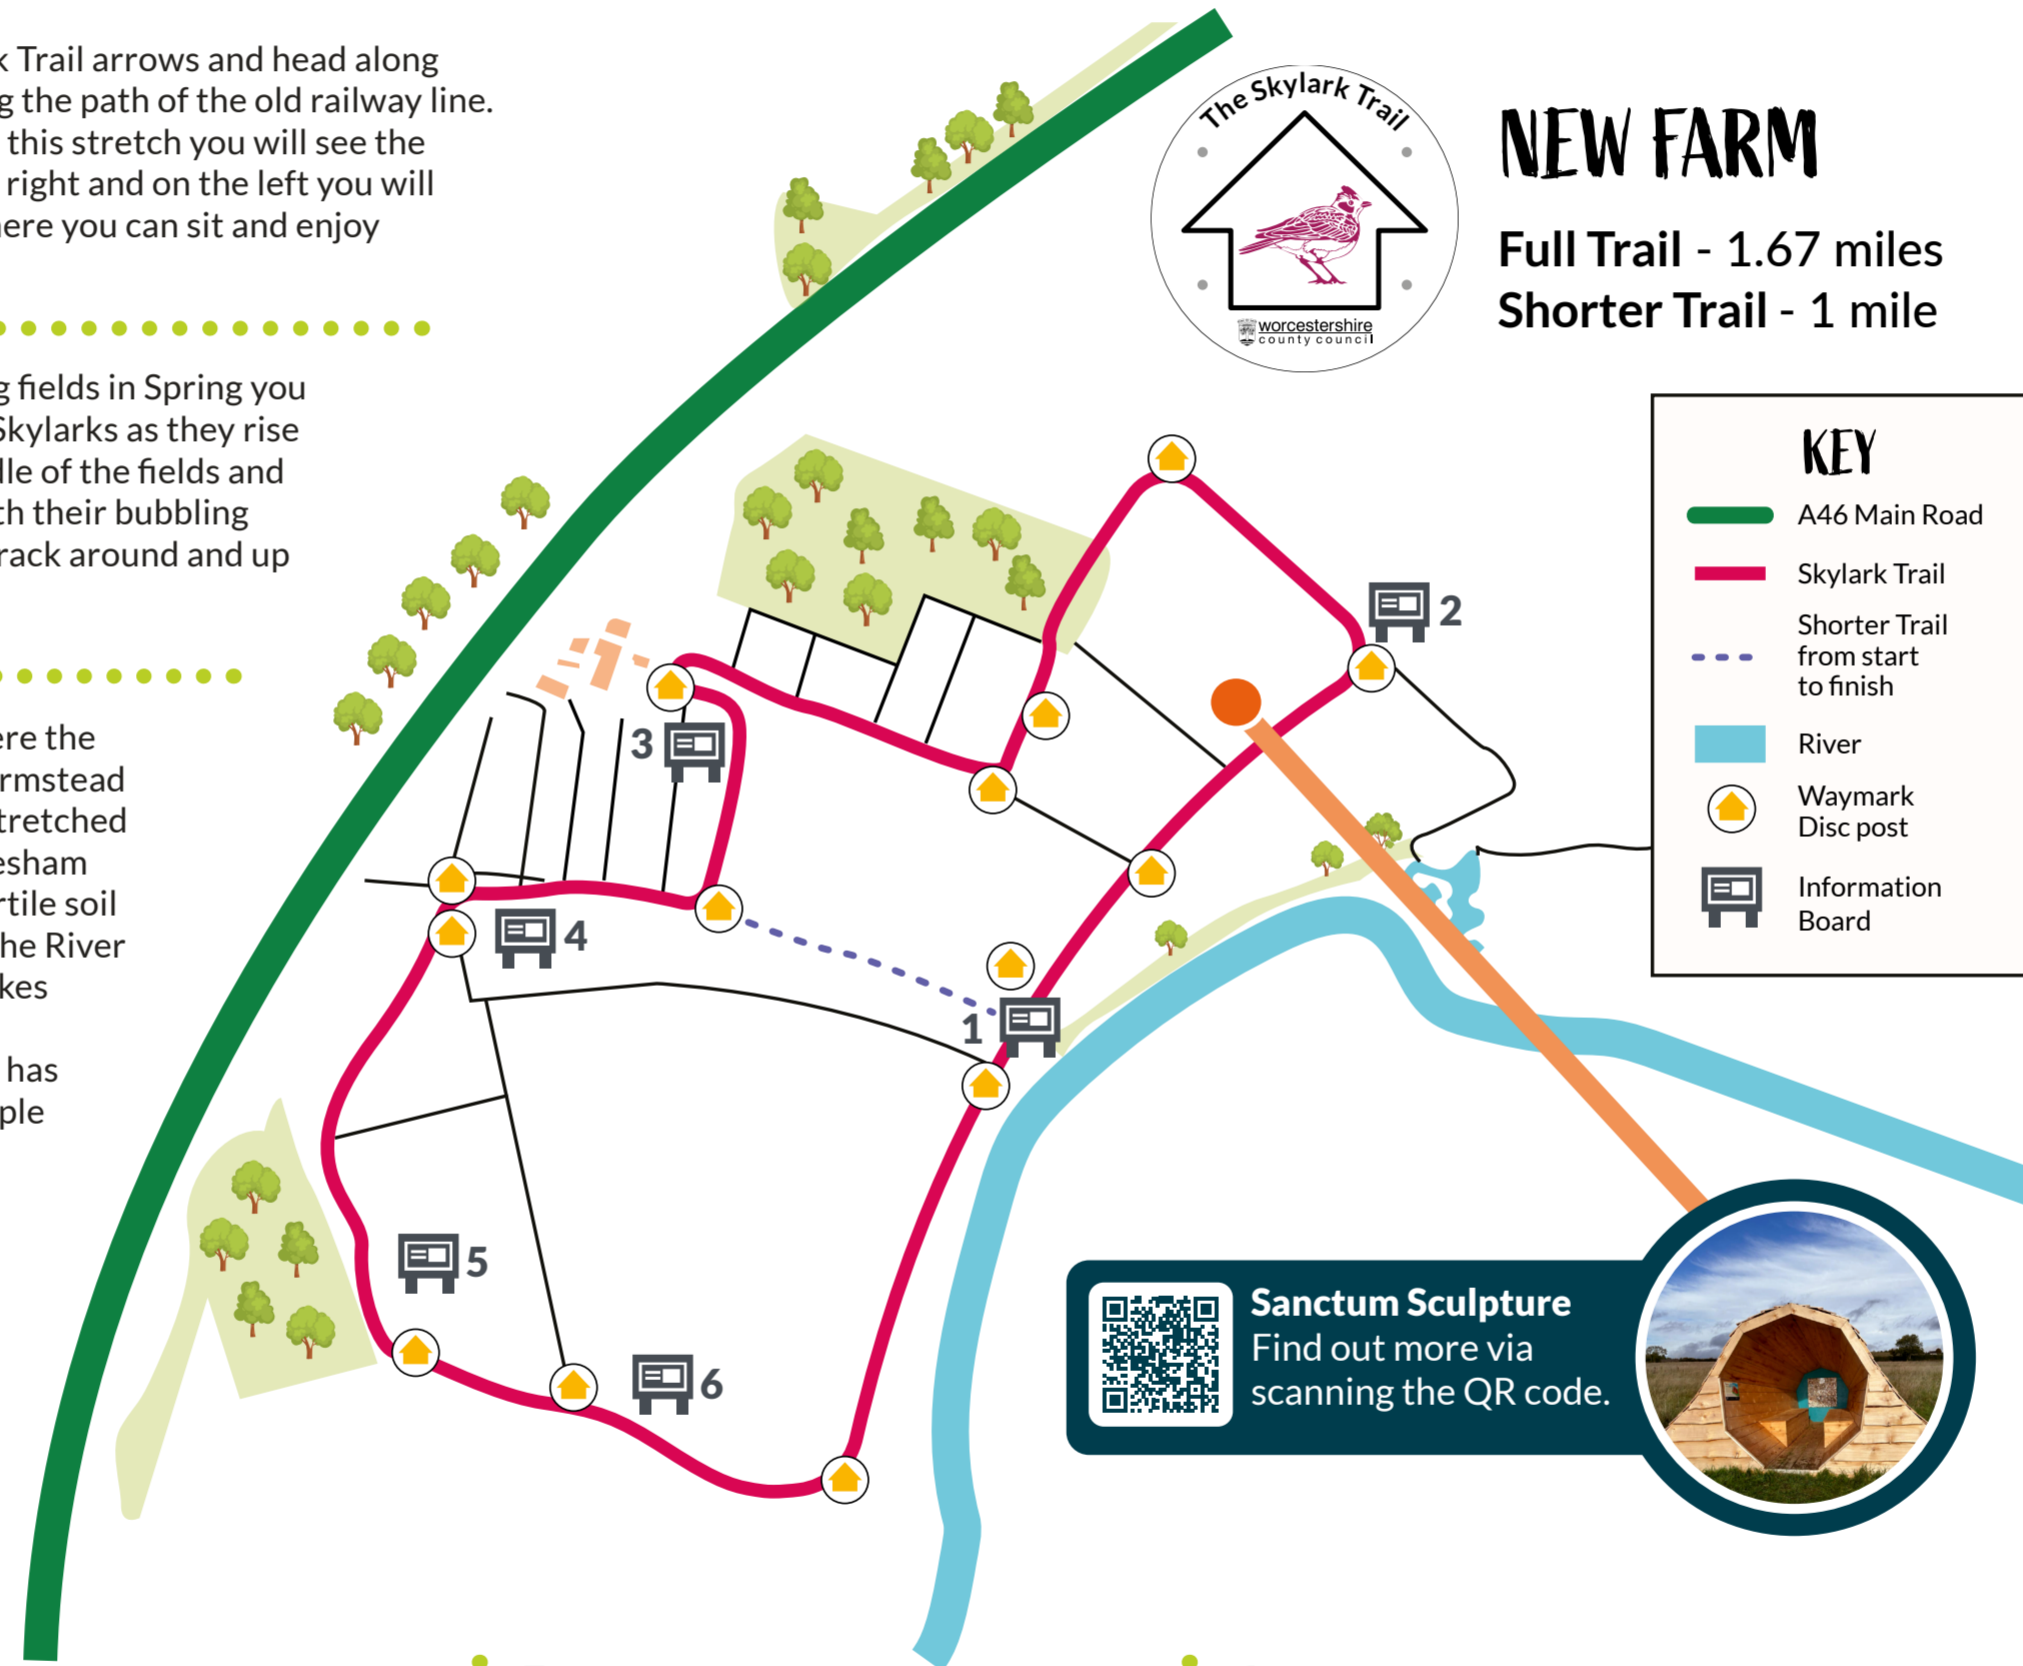 k Trail arrows and head along
g the path of the old railway line.
this stretch you will see the
right and on the left you will
here you can sit and enjoy
g fields in Spring you
Skylarks as they rise
dle of the fields and
th their bubbling
rack around and up
ere the
rmstead
tretched
esham
rtile soil
the River
kes
has
ple
The Skylark Trail
worcestershire
county council
NEW FARM
Full Trail - 1.67 miles
Shorter Trail - 1 mile
KEY
A46 Main Road
Skylark Trail
Shorter Trail
from start
to finish
River
Waymark
Disc post
Information
Board
2
3
4
1
5
6
Sanctum Sculpture
Find out more via
scanning the QR code.